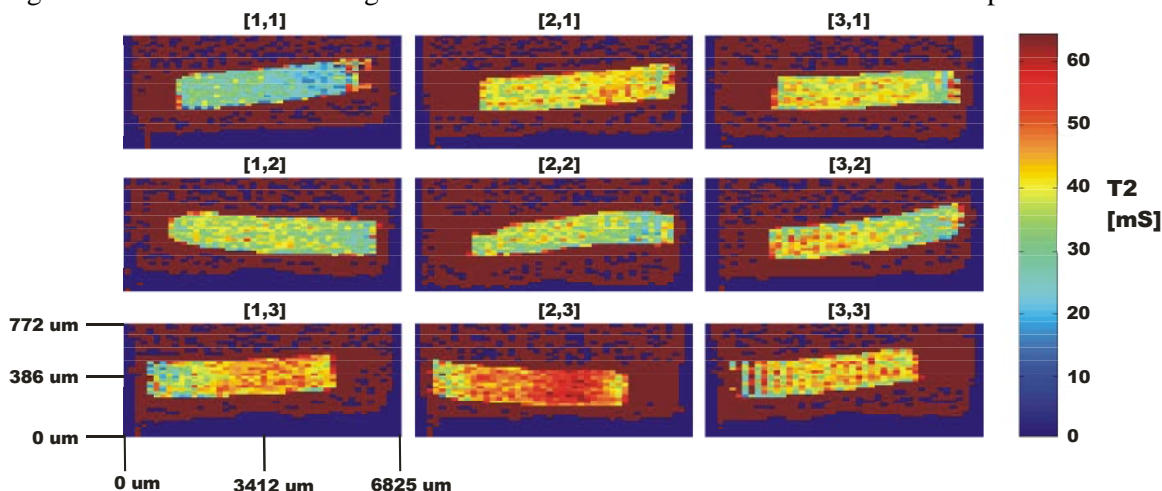 [1,1] [2,1] [3,1]
60
50
[1,2] [2,2] [3,2]
40
T2
[mS]
30
[1,3] [2,3] [3,3]
772 um
20
386 um
10
0 um
0
0 um 3412 um 6825 um